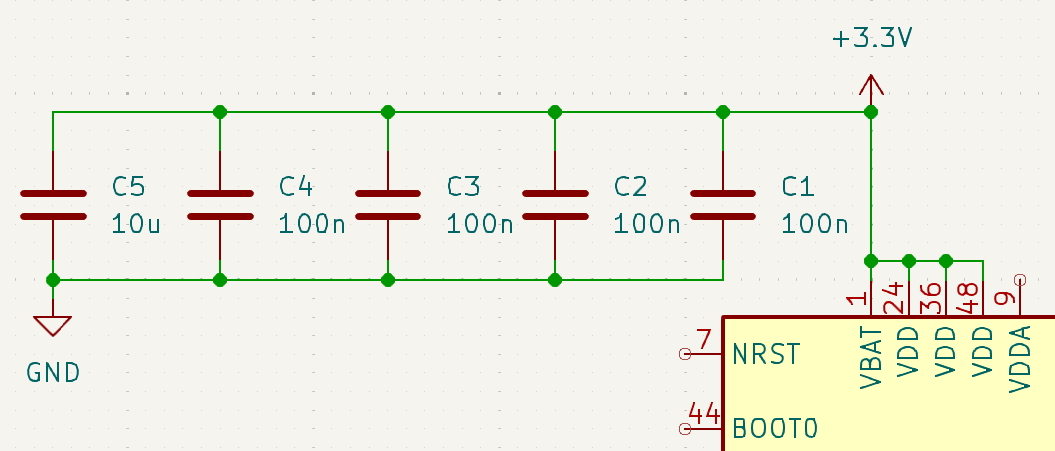 +3.3V
C5
10u
C4
100n
C3
100n
C2
100n
C1
100n
GND
1
24
36
48
9
VBAT
VDD
VDD
VDD
VDDA
7
NRST
44
BOOT0